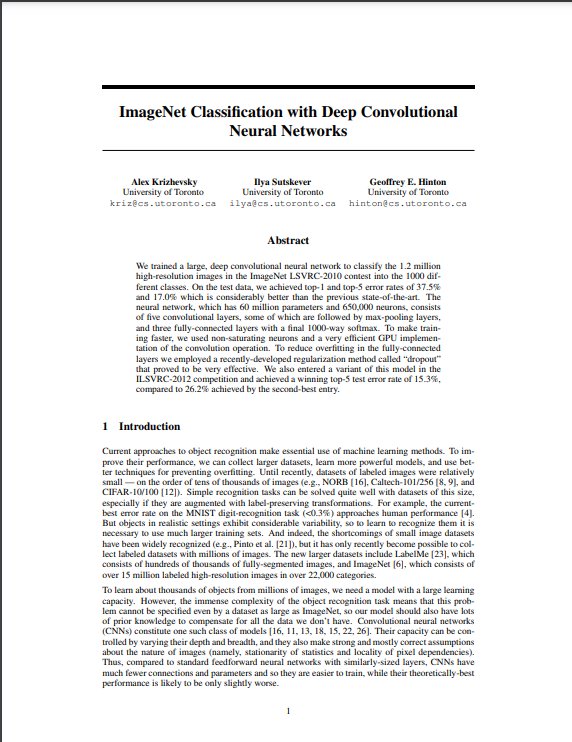 ImageNet Classification with Deep Convolutional
Neural Networks
Alex Krizhevsky
University of Toronto
kriz@cs.utoronto.ca
Ilya Sutskever
University of Toronto
ilya@cs.utoronto.ca
Geoffrey E. Hinton
University of Toronto
hinton@cs.utoronto.ca
Abstract
We trained a large, deep convolutional neural network to classify the 1.2 million
high-resolution images in the ImageNet LSVRC-2010 contest into the 1000 dif-
ferent classes. On the test data, we achieved top-1 and top-5 error rates of 37.5%
and 17.0% which is considerably better than the previous state-of-the-art. The
neural network, which has 60 million parameters and 650,000 neurons, consists
of five convolutional layers, some of which are followed by max-pooling layers,
and three fully-connected layers with a final 1000-way softmax. To make train-
ing faster, we used non-saturating neurons and a very efficient GPU implemen-
tation of the convolution operation. To reduce overfitting in the fully-connected
layers we employed a recently-developed regularization method called “dropout”
that proved to be very effective. We also entered a variant of this model in the
ILSVRC-2012 competition and achieved a winning top-5 test error rate of 15.3%,
compared to 26.2% achieved by the second-best entry.
1 Introduction
Current approaches to object recognition make essential use of machine learning methods. To im-
prove their performance, we can collect larger datasets, learn more powerful models, and use bet-
ter techniques for preventing overfitting. Until recently, datasets of labeled images were relatively
small — on the order of tens of thousands of images (e.g., NORB [16], Caltech-101/256 [8, 9], and
CIFAR-10/100 [12]). Simple recognition tasks can be solved quite well with datasets of this size,
especially if they are augmented with label-preserving transformations. For example, the current-
best error rate on the MNIST digit-recognition task (<0.3%) approaches human performance [4].
But objects in realistic settings exhibit considerable variability, so to learn to recognize them it is
necessary to use much larger training sets. And indeed, the shortcomings of small image datasets
have been widely recognized (e.g., Pinto et al. [21]), but it has only recently become possible to col-
lect labeled datasets with millions of images. The new larger datasets include LabelMe [23], which
consists of hundreds of thousands of fully-segmented images, and ImageNet [6], which consists of
over 15 million labeled high-resolution images in over 22,000 categories.
To learn about thousands of objects from millions of images, we need a model with a large learning
capacity. However, the immense complexity of the object recognition task means that this prob-
lem cannot be specified even by a dataset as large as ImageNet, so our model should also have lots
of prior knowledge to compensate for all the data we don’t have. Convolutional neural networks
(CNNs) constitute one such class of models [16, 11, 13, 18, 15, 22, 26]. Their capacity can be con-
trolled by varying their depth and breadth, and they also make strong and mostly correct assumptions
about the nature of images (namely, stationarity of statistics and locality of pixel dependencies).
Thus, compared to standard feedforward neural networks with similarly-sized layers, CNNs have
much fewer connections and parameters and so they are easier to train, while their theoretically-best
performance is likely to be only slightly worse.
1